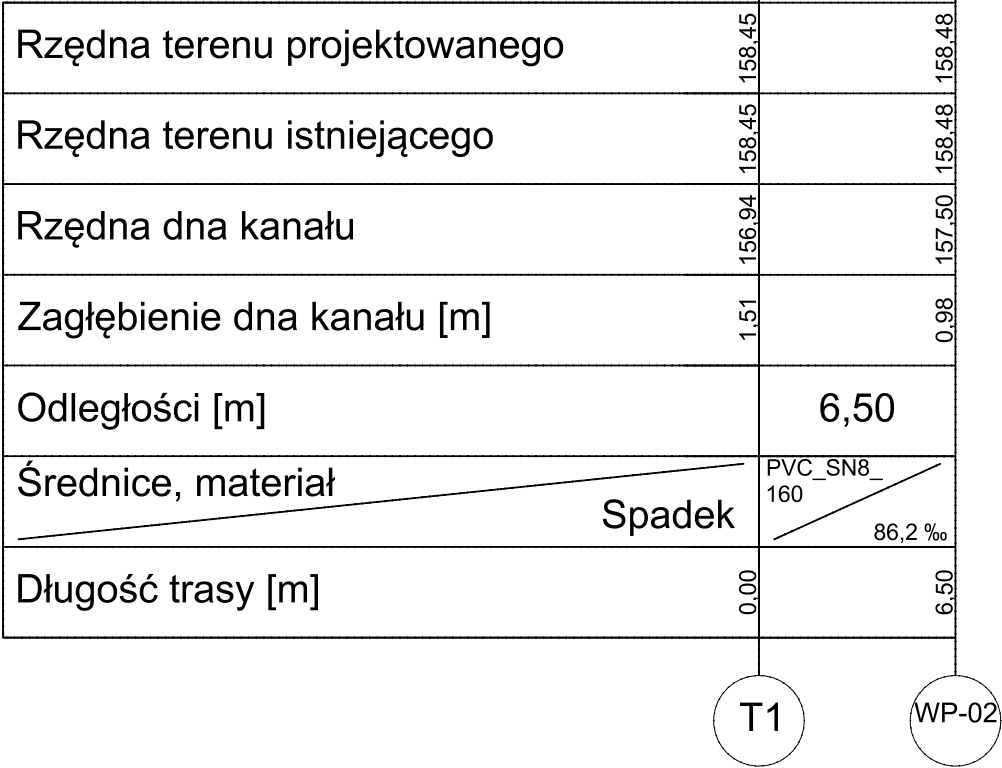 Rzędna terenu projektowanego 158,45 158,48
Rzędna terenu istniejącego 158,45 158,48
Rzędna dna kanału 156,94 157,50
Zagłębienie dna kanału [m] 1,51 0,98
Odległości [m] 6,50
Średnice, materiał PVC_SN8_
160
Spadek 86,2 ‰
Długość trasy [m] 0,00 6,50
T1 WP-02